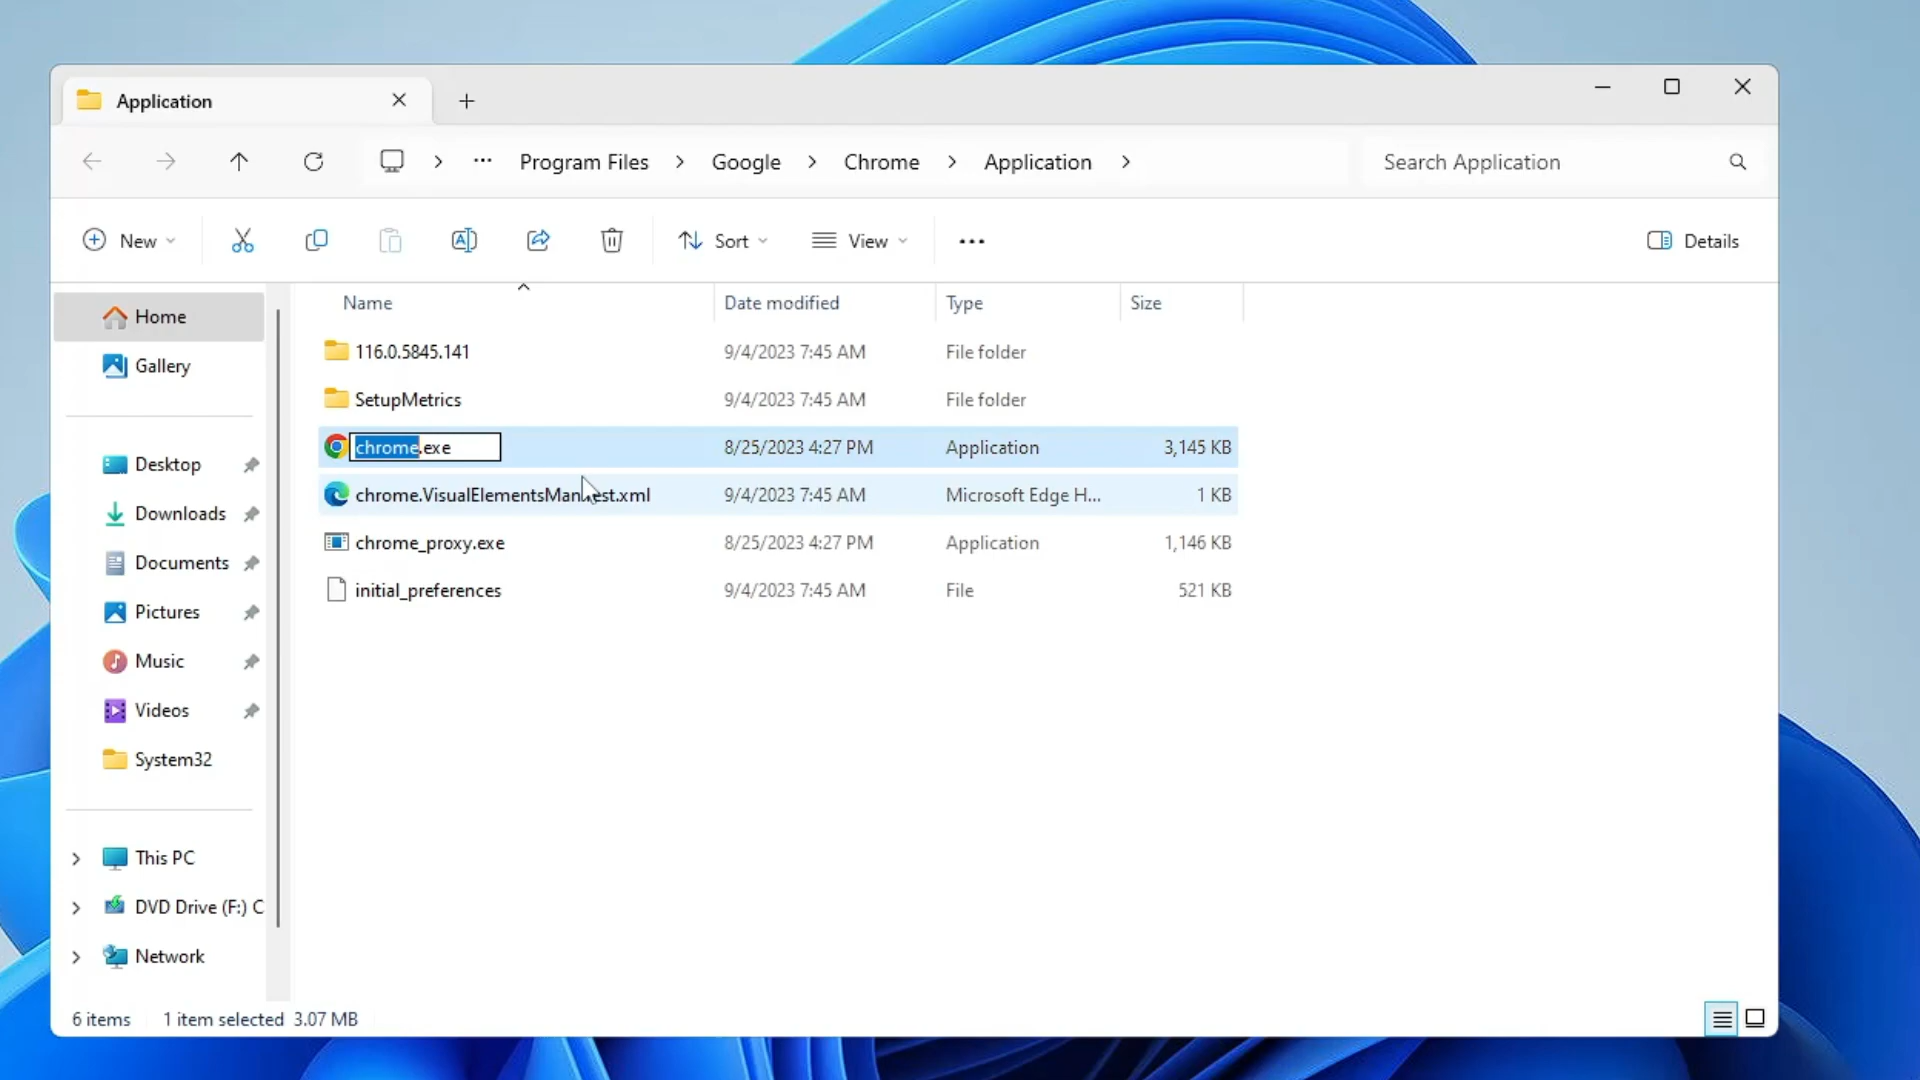 Application
Program Files > Google > Chrome > Application >
Search Application
New
Sort
View
Details
Name Date modified Type Size
Home
Gallery
Desktop
Downloads
Documents
Pictures
Music
Videos
System32
This PC
DVD Drive (F:) C
Network
116.0.5845.141 9/4/2023 7:45 AM File folder
SetupMetrics 9/4/2023 7:45 AM File folder
chrome.exe 8/25/2023 4:27 PM Application 3,145 KB
chrome.VisualElementsManifest.xml 9/4/2023 7:45 AM Microsoft Edge H... 1 KB
chrome_proxy.exe 8/25/2023 4:27 PM Application 1,146 KB
initial_preferences 9/4/2023 7:45 AM File 521 KB
6 items 1 item selected 3.07 MB